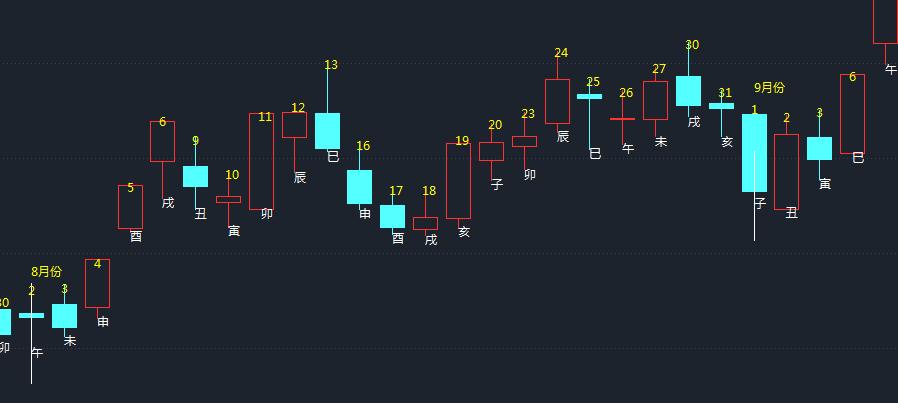 30
卯
8月份
2
午
3
未
4
申
5
酉
6
戌
9
丑
10
寅
11
卯
12
辰
13
巳
16
申
17
酉
18
戌
19
亥
20
子
23
卯
24
辰
25
巳
26
午
27
未
30
戌
31
亥
9月份
1
子
2
丑
3
寅
6
巳
午